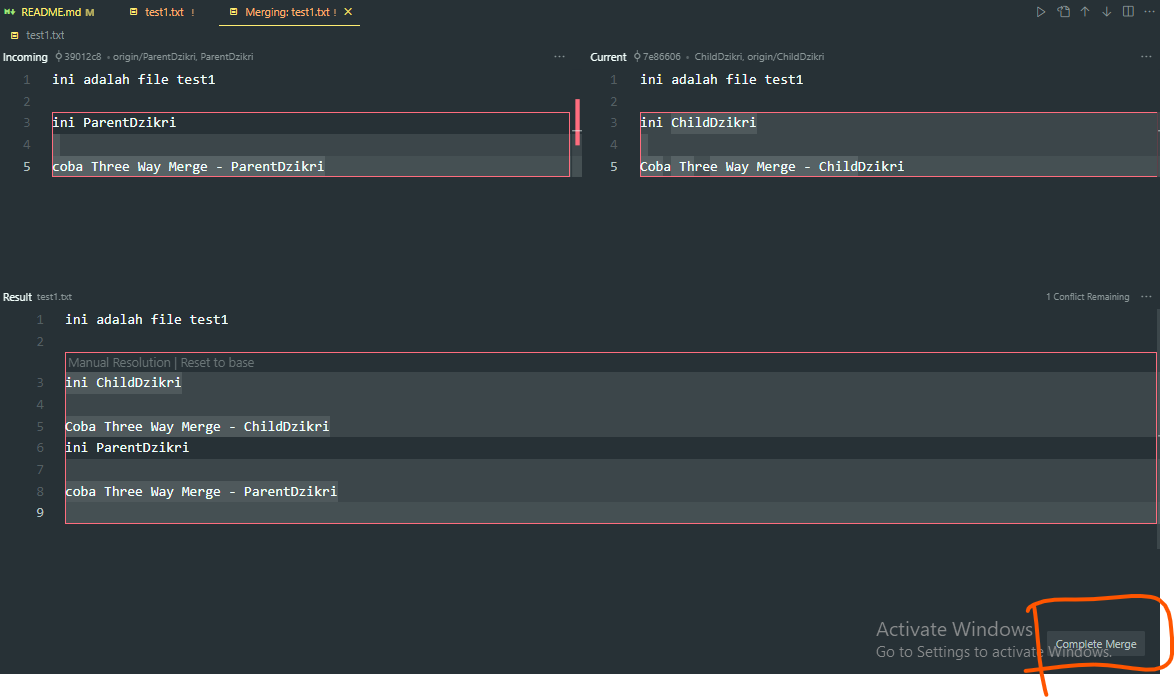 README.md M test1.txt ! Merging: test1.txt !
test1.txt
Incoming 39012c8 • origin/ParentDzikri, ParentDzikri ...
1 ini adalah file test1
2
3 ini ParentDzikri
4
5 coba Three Way Merge - ParentDzikri
Current 7e86606 • ChildDzikri, origin/ChildDzikri ...
1 ini adalah file test1
2
3 ini ChildDzikri
4
5 Coba Three Way Merge - ChildDzikri
Result test1.txt 1 Conflict Remaining ...
1 ini adalah file test1
2
Manual Resolution | Reset to base
3 ini ChildDzikri
4
5 Coba Three Way Merge - ChildDzikri
6 ini ParentDzikri
7
8 coba Three Way Merge - ParentDzikri
9
Activate Windows
Go to Settings to activate Windows.
Complete Merge